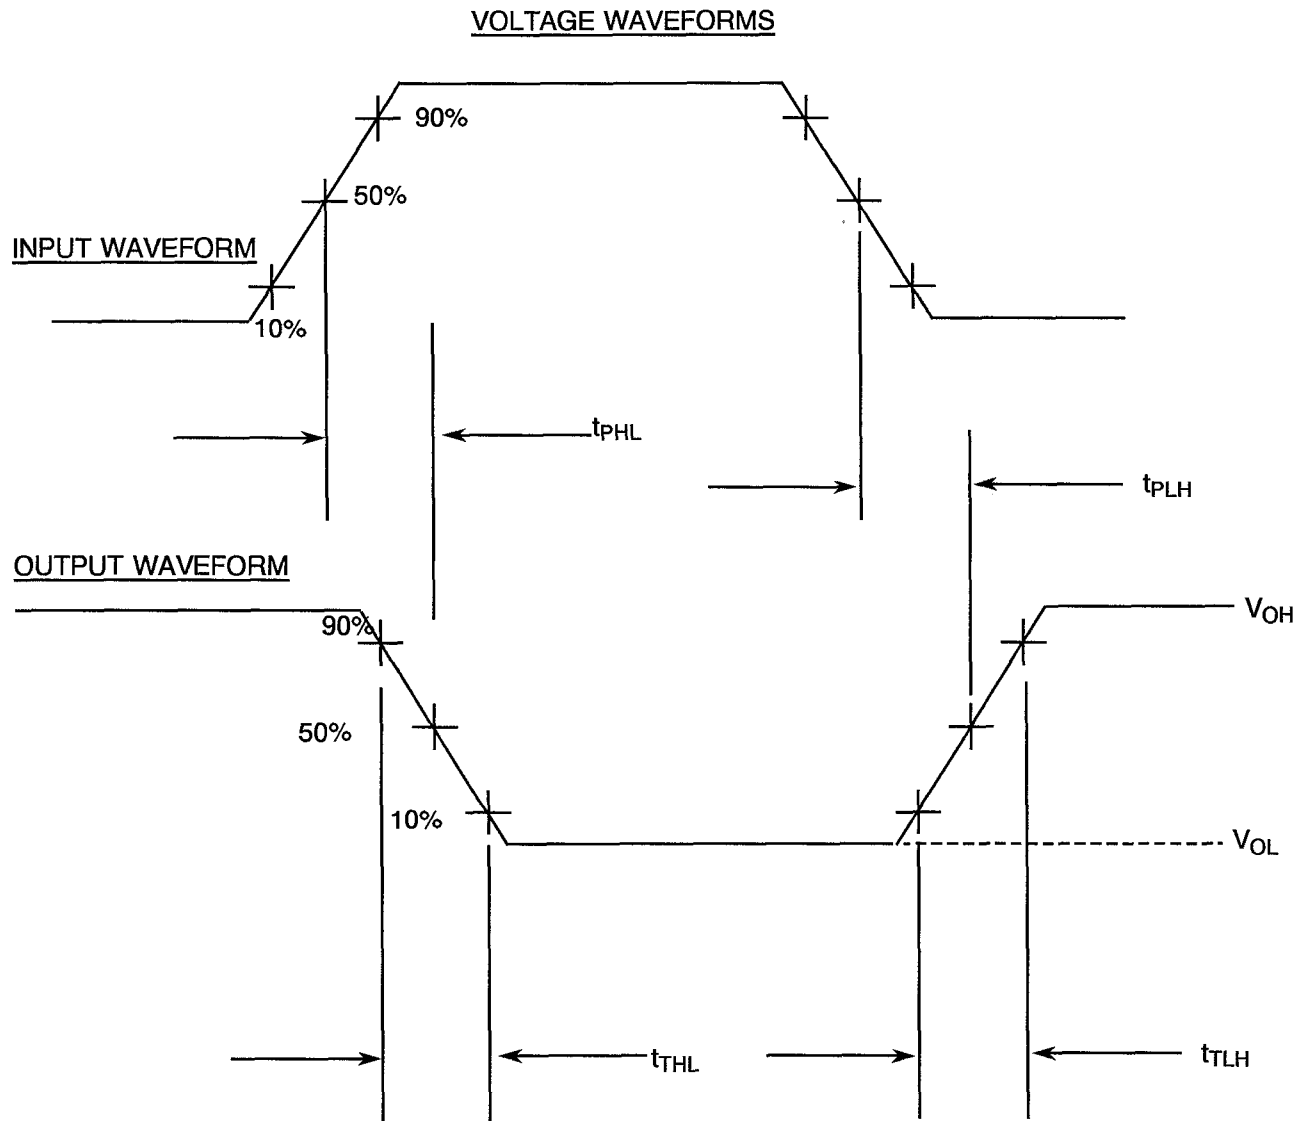 VOLTAGE WAVEFORMS
90%
50%
INPUT WAVEFORM
10%
tPHL
tPLH
OUTPUT WAVEFORM
VOH
90%
50%
10%
VOL
tTHL
tTLH